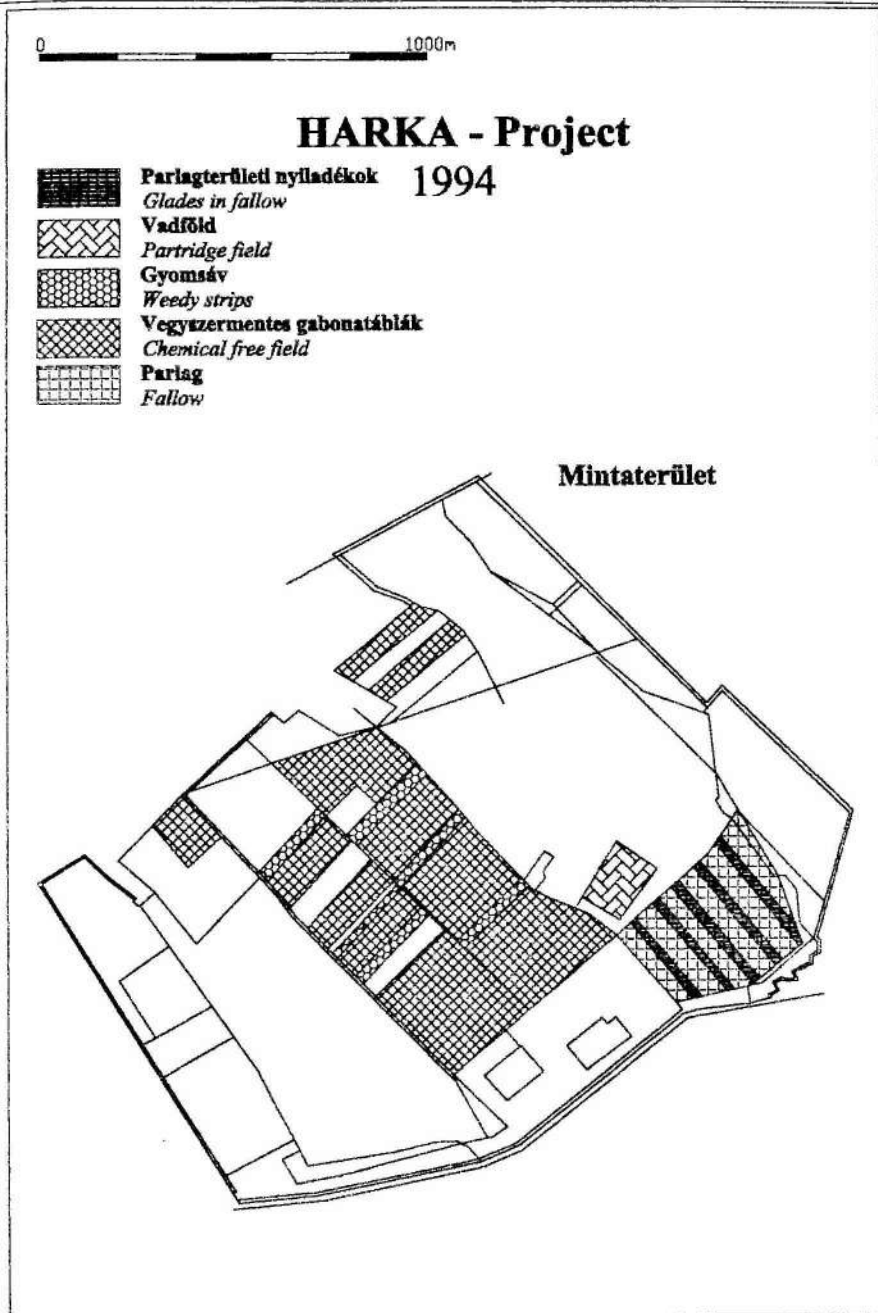 0 1000m
HARKA - Project
1994
Parlagterületi nyiladékok
Glades in fallow
Vadföld
Partridge field
Gyomsáv
Weedy strips
Vegyszermentes gabonatáblák
Chemical free field
Parlag
Fallow
Mintaterület